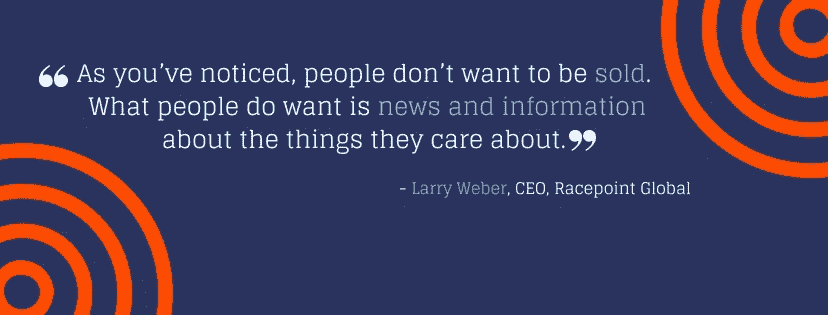 “ As you’ve noticed, people don’t want to be sold.
What people do want is news and information
about the things they care about.”
- Larry Weber, CEO, Racepoint Global